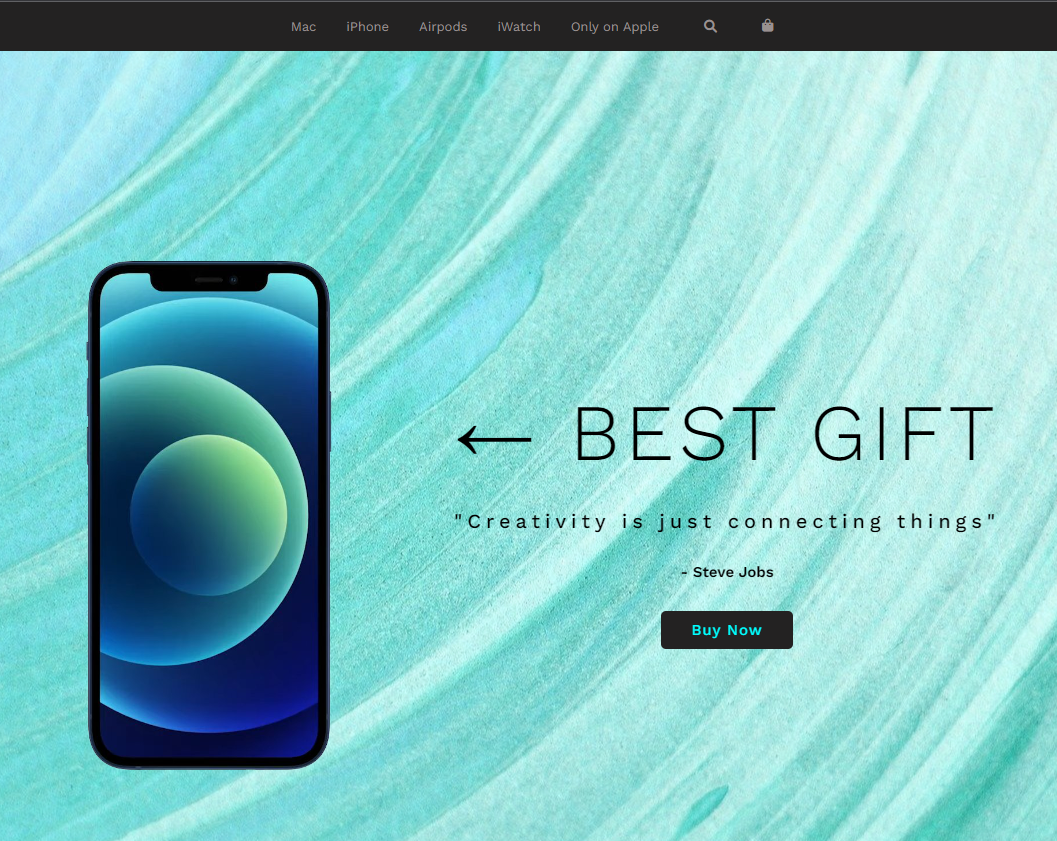 Mac iPhone Airpods iWatch Only on Apple
← BEST GIFT
"Creativity is just connecting things"
- Steve Jobs
Buy Now